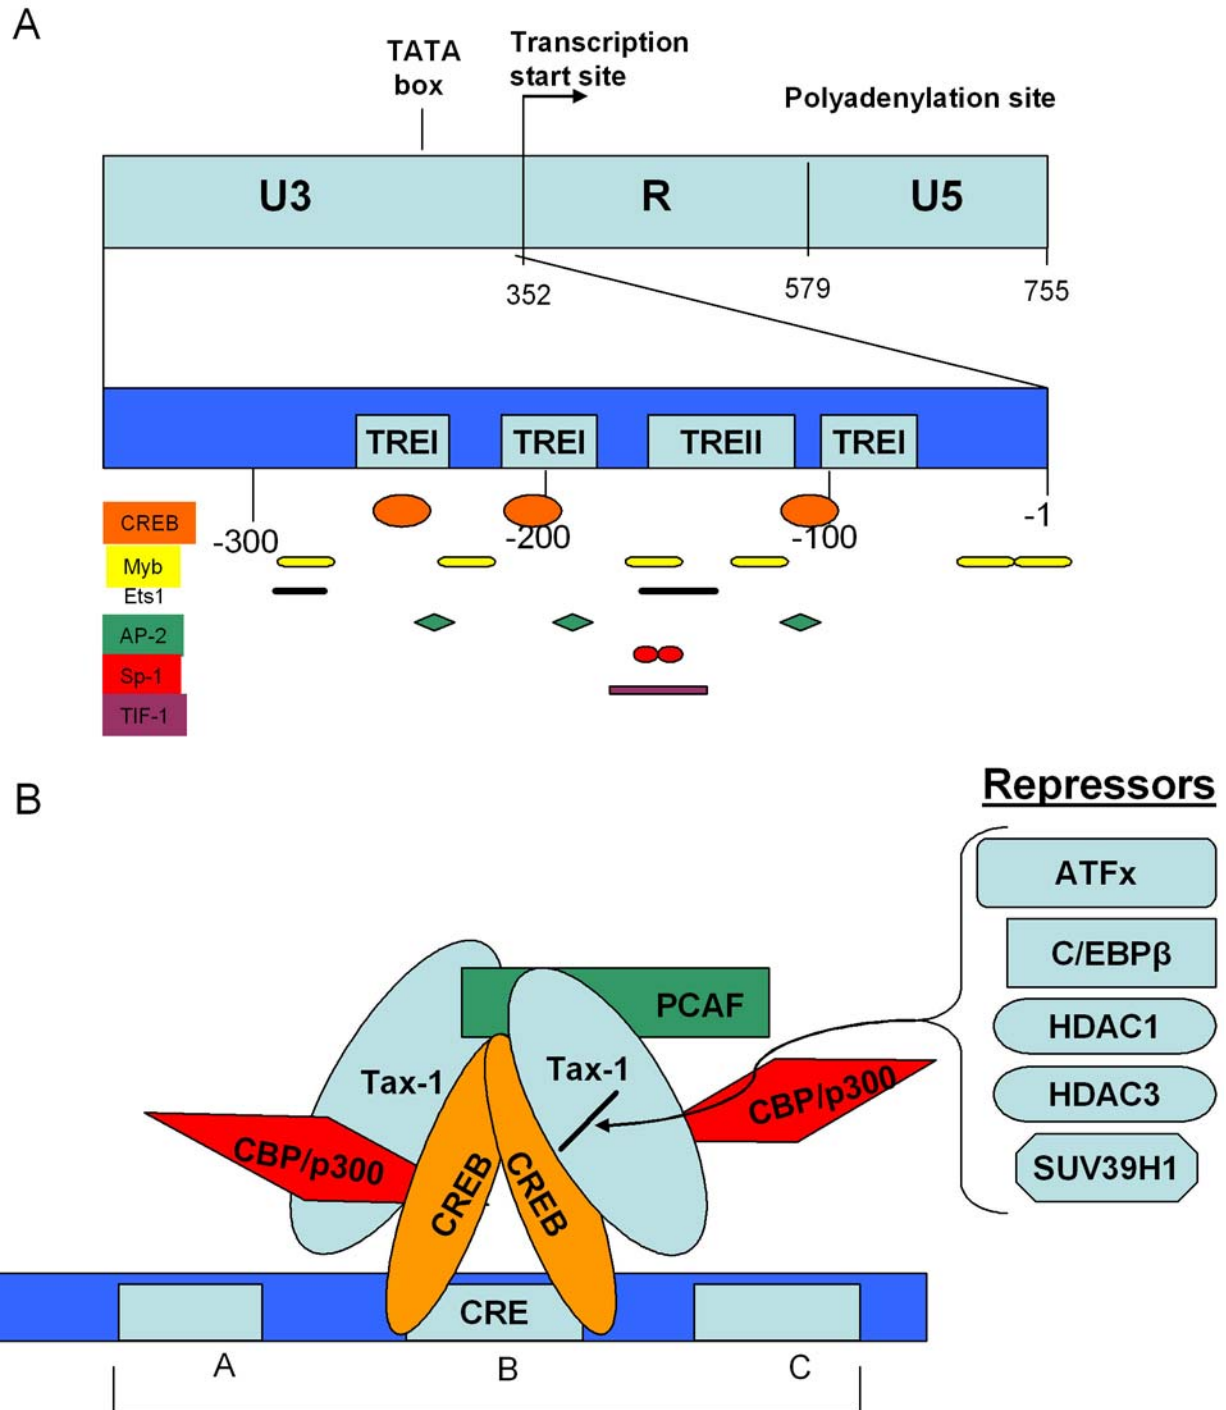 A
TATA
box
Transcription
start site
Polyadenylation site
U3
R
U5
352
579
755
TREI
TREI
TREII
TREI
-300
-200
-100
-1
CREB
Myb
Ets1
AP-2
Sp-1
TIF-1
B
Repressors
ATFx
C/EBPβ
HDAC1
HDAC3
SUV39H1
PCAF
Tax-1
Tax-1
CBP/p300
CBP/p300
CREB
CREB
CRE
A
B
C